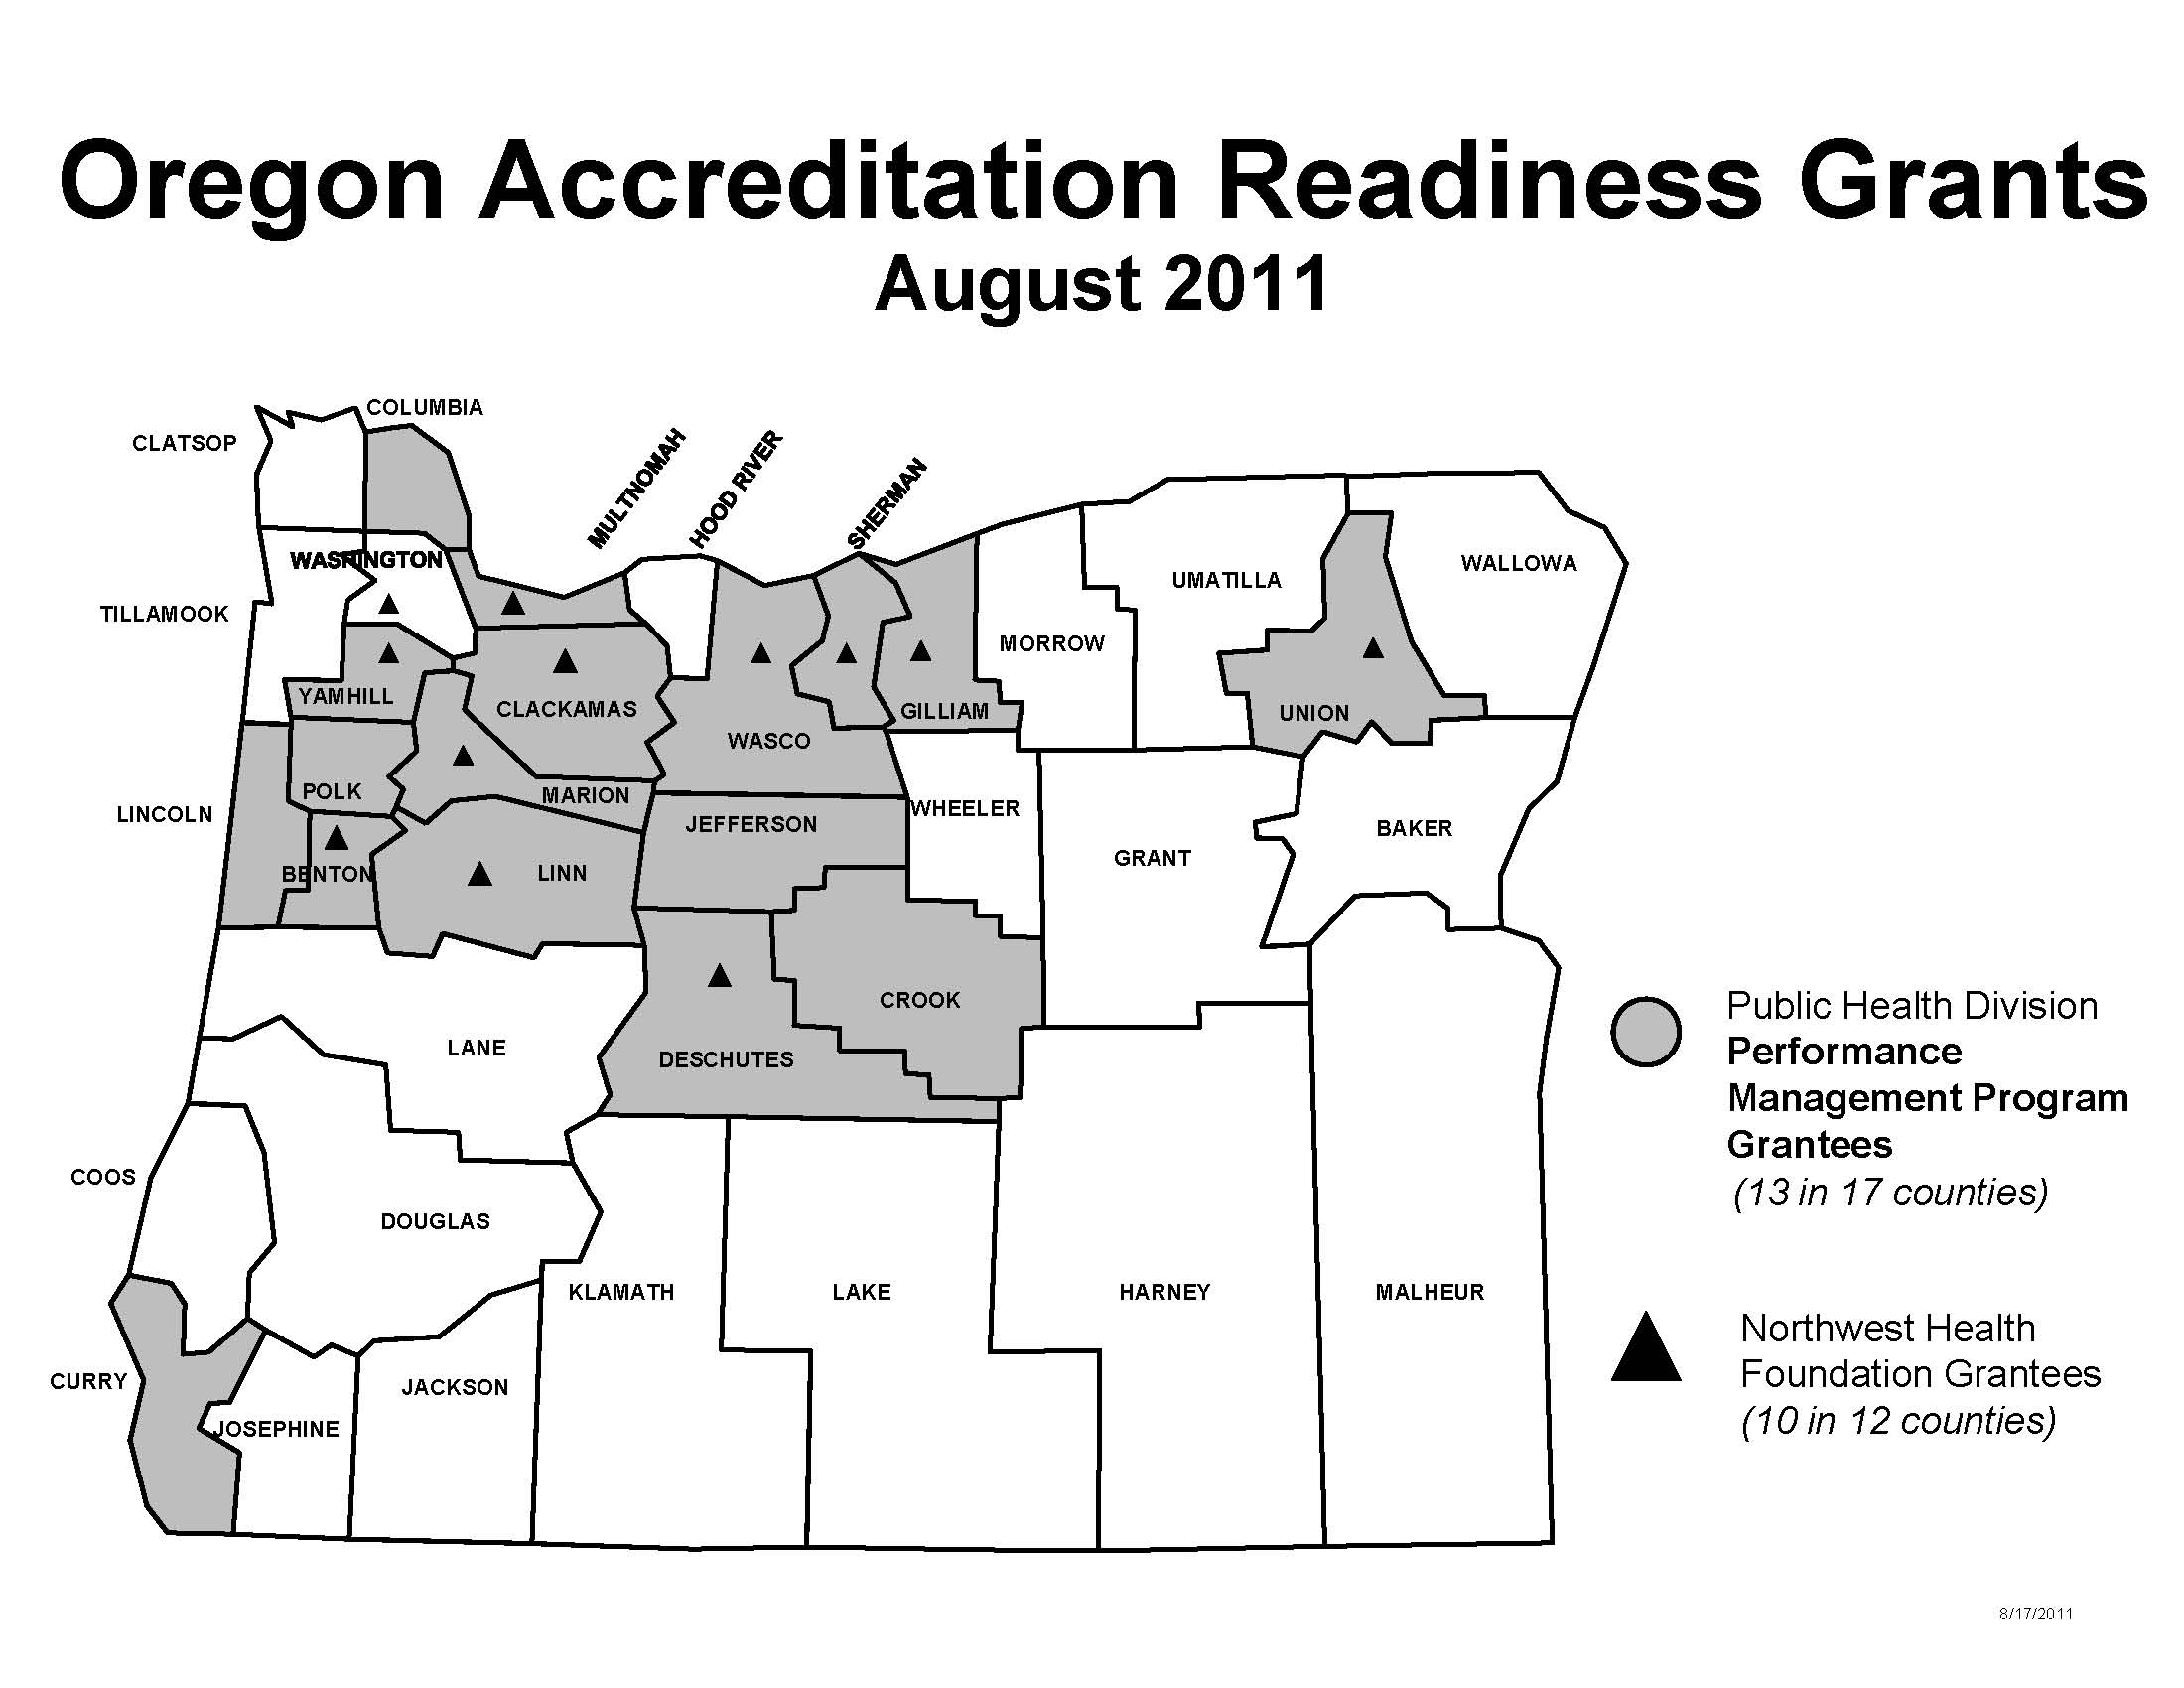 Oregon Accreditation Readiness Grants
August 2011
COLUMBIA
CLATSOP
MULTNOMAH
HOOD RIVER
SHERMAN
WASHINGTON
WALLOWA
UMATILLA
TILLAMOOK
MORROW
YAMHILL
CLACKAMAS
GILLIAM
UNION
WASCO
POLK
MARION
LINCOLN
JEFFERSON
WHEELER
BAKER
GRANT
BENTON
LINN
CROOK
LANE
DESCHUTES
COOS
DOUGLAS
KLAMATH
LAKE
HARNEY
MALHEUR
CURRY
JACKSON
JOSEPHINE
Public Health Division
Performance
Management Program
Grantees
(13 in 17 counties)
Northwest Health
Foundation Grantees
(10 in 12 counties)
8/17/2011